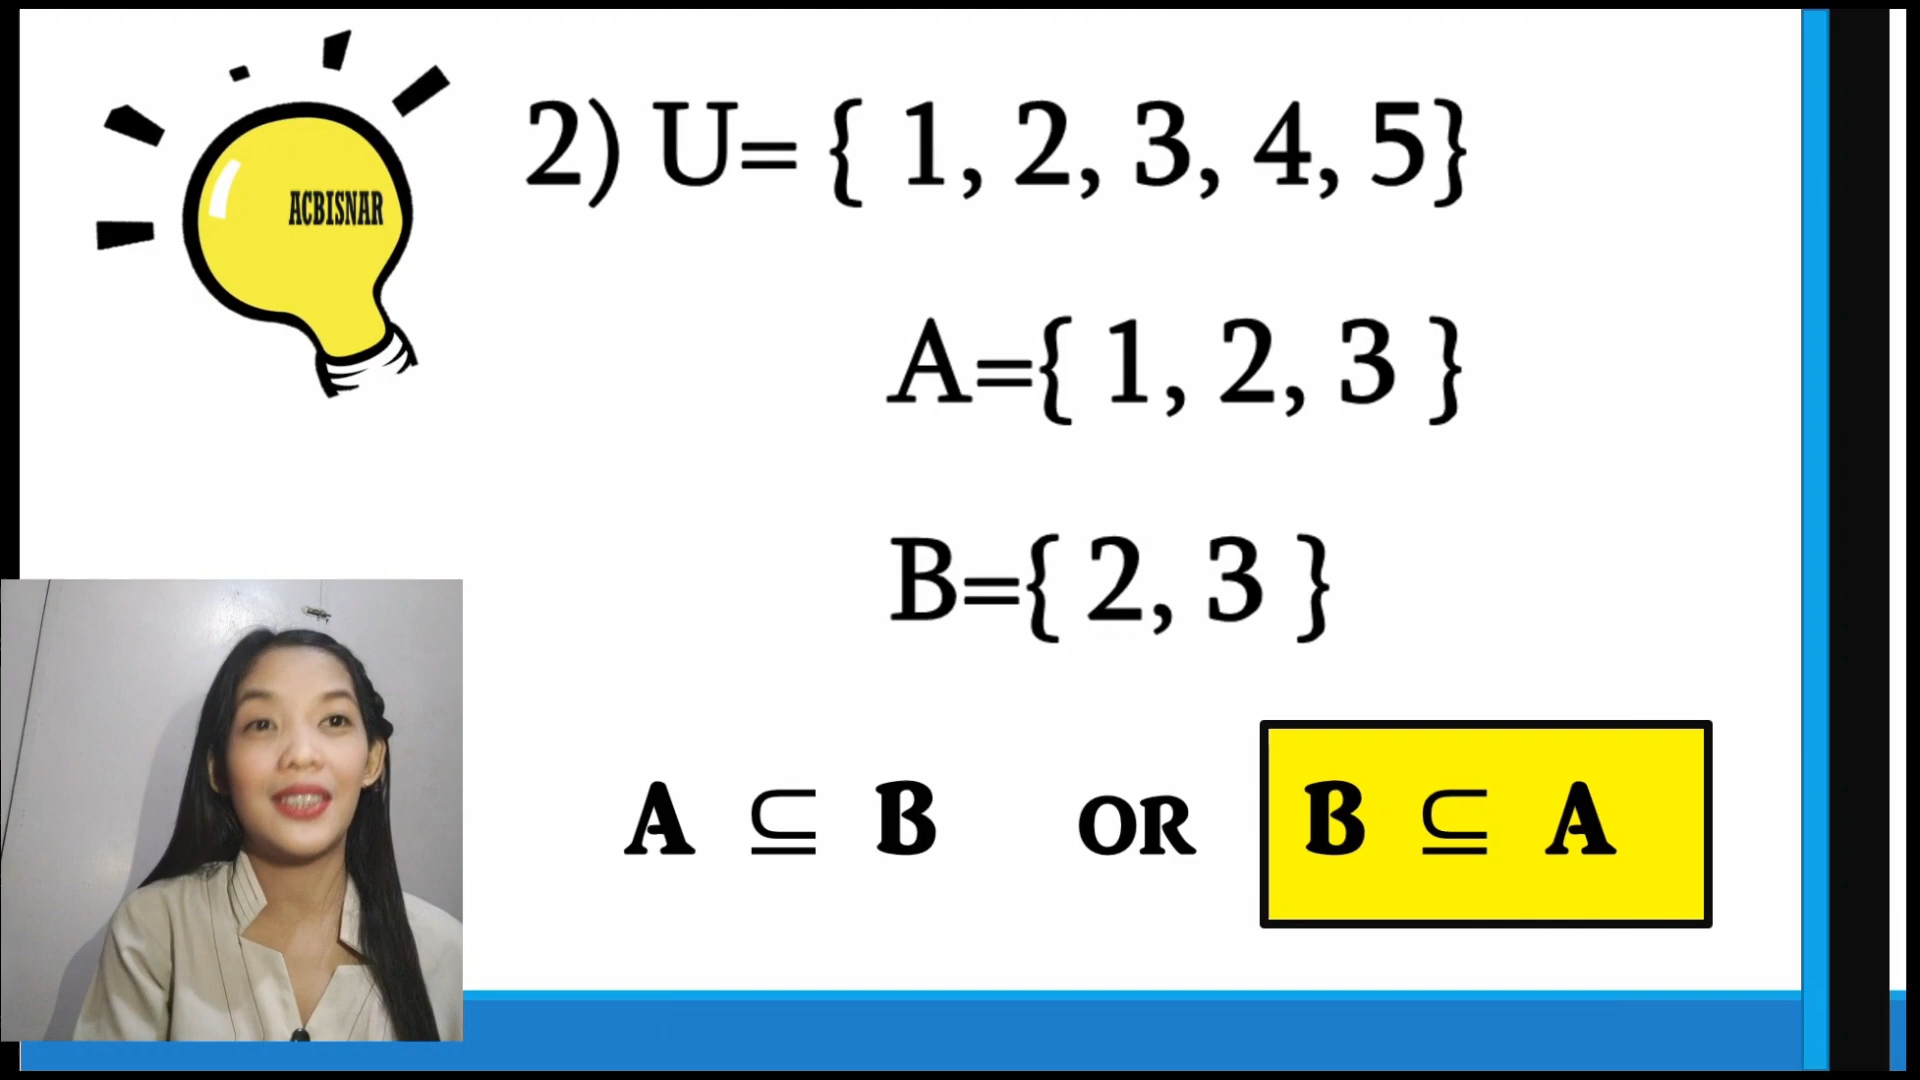 ACBISNAR
2) U= { 1, 2, 3, 4, 5}
A={ 1, 2, 3 }
B={ 2, 3 }
A ⊆ B OR B ⊆ A